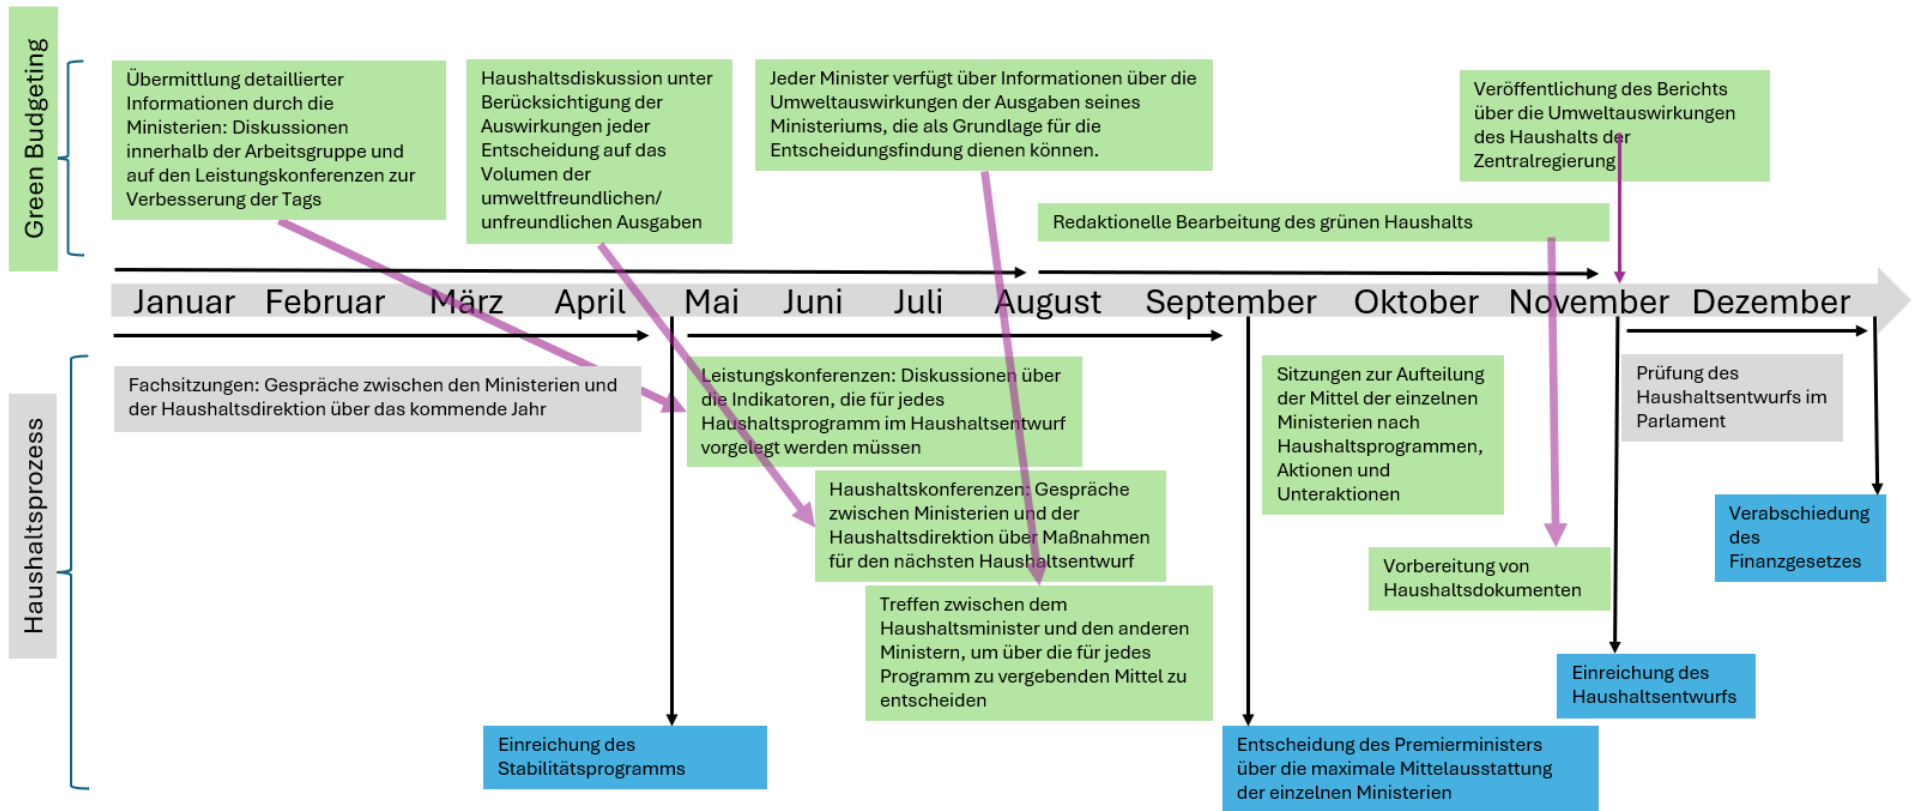 Green Budgeting
Übermittlung detaillierter
Informationen durch die
Ministerien: Diskussionen
innerhalb der Arbeitsgruppe und
auf den Leistungskonferenzen zur
Verbesserung der Tags
Haushaltsdiskussion unter
Berücksichtigung der
Auswirkungen jeder
Entscheidung auf das
Volumen der
umweltfreundlichen/
unfreundlichen Ausgaben
Jeder Minister verfügt über Informationen über die
Umweltauswirkungen der Ausgaben seines
Ministeriums, die als Grundlage für die
Entscheidungsfindung dienen können.
Veröffentlichung des Berichts
über die Umweltauswirkungen
des Haushalts der
Zentralregierung
Redaktionelle Bearbeitung des grünen Haushalts
Januar Februar März April Mai Juni Juli August September Oktober November Dezember
Haushaltsprozess
Fachsitzungen: Gespräche zwischen den Ministerien und
der Haushaltsdirektion über das kommende Jahr
Leistungskonferenzen: Diskussionen über
die Indikatoren, die für jedes
Haushaltsprogramm im Haushaltsentwurf
vorgelegt werden müssen
Haushaltskonferenzen: Gespräche
zwischen Ministerien und der
Haushaltsdirektion über Maßnahmen
für den nächsten Haushaltsentwurf
Treffen zwischen dem
Haushaltsminister und den anderen
Ministern, um über die für jedes
Programm zu vergebenden Mittel zu
entscheiden
Sitzungen zur Aufteilung
der Mittel der einzelnen
Ministerien nach
Haushaltsprogrammen,
Aktionen und
Unteraktionen
Prüfung des
Haushaltsentwurfs im
Parlament
Vorbereitung von
Haushaltsdokumenten
Verabschiedung
des
Finanzgesetzes
Einreichung des
Haushaltsentwurfs
Einreichung des
Stabilitätsprogramms
Entscheidung des Premierministers
über die maximale Mittelausstattung
der einzelnen Ministerien